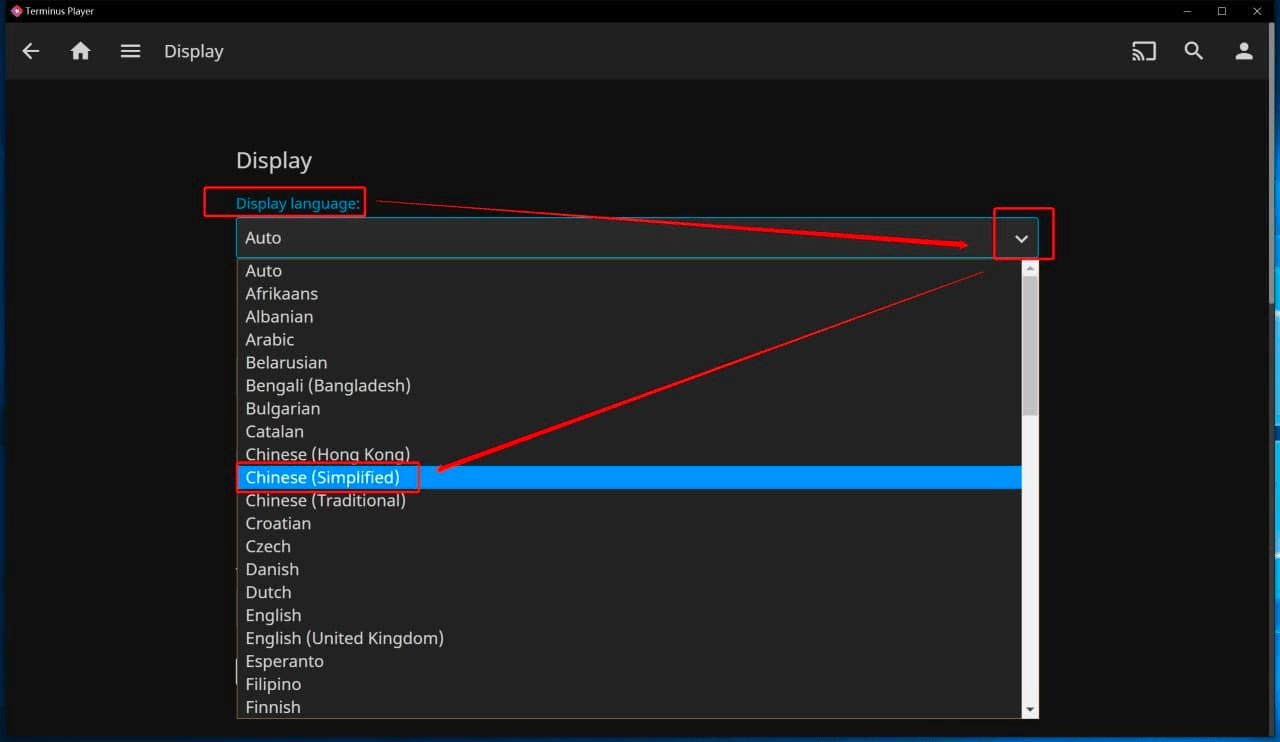 Terminus Player
Display
Display
Display language:
Auto
Auto
Afrikaans
Albanian
Arabic
Belarusian
Bengali (Bangladesh)
Bulgarian
Catalan
Chinese (Hong Kong)
Chinese (Simplified)
Chinese (Traditional)
Croatian
Czech
Danish
Dutch
English
English (United Kingdom)
Esperanto
Filipino
Finnish